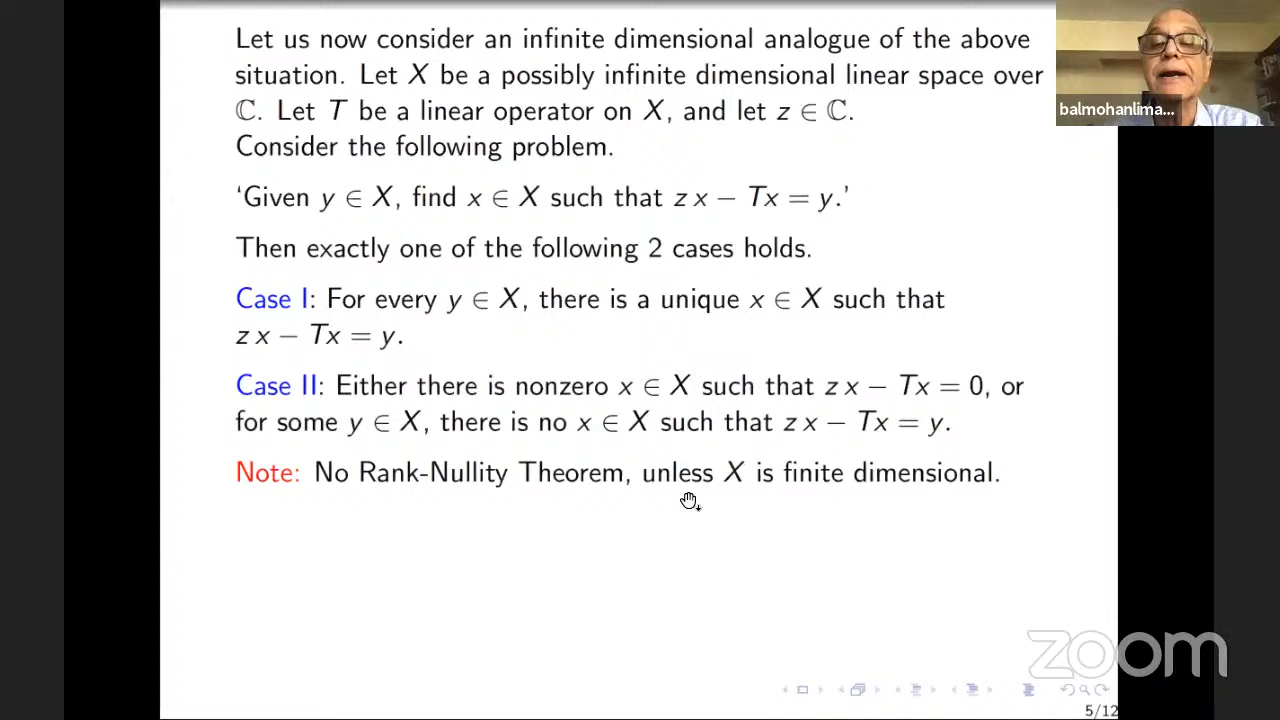 Let us now consider an infinite dimensional analogue of the above
situation. Let X be a possibly infinite dimensional linear space over
ℂ. Let T be a linear operator on X, and let z ∈ ℂ.
Consider the following problem.
‘Given y ∈ X, find x ∈ X such that z x − Tx = y.’
Then exactly one of the following 2 cases holds.
Case I: For every y ∈ X, there is a unique x ∈ X such that
z x − Tx = y.
Case II: Either there is nonzero x ∈ X such that z x − Tx = 0, or
for some y ∈ X, there is no x ∈ X such that z x − Tx = y.
Note: No Rank-Nullity Theorem, unless X is finite dimensional.
balmohanlima...
zoom
5/12